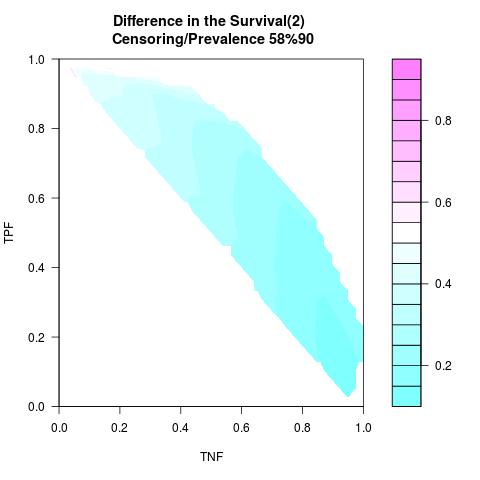 Difference in the Survival(2)
Censoring/Prevalence 58%90
1.0
0.8
0.6
0.4
0.2
0.0
TPF
0.0 0.2 0.4 0.6 0.8 1.0
TNF
0.8
0.6
0.4
0.2